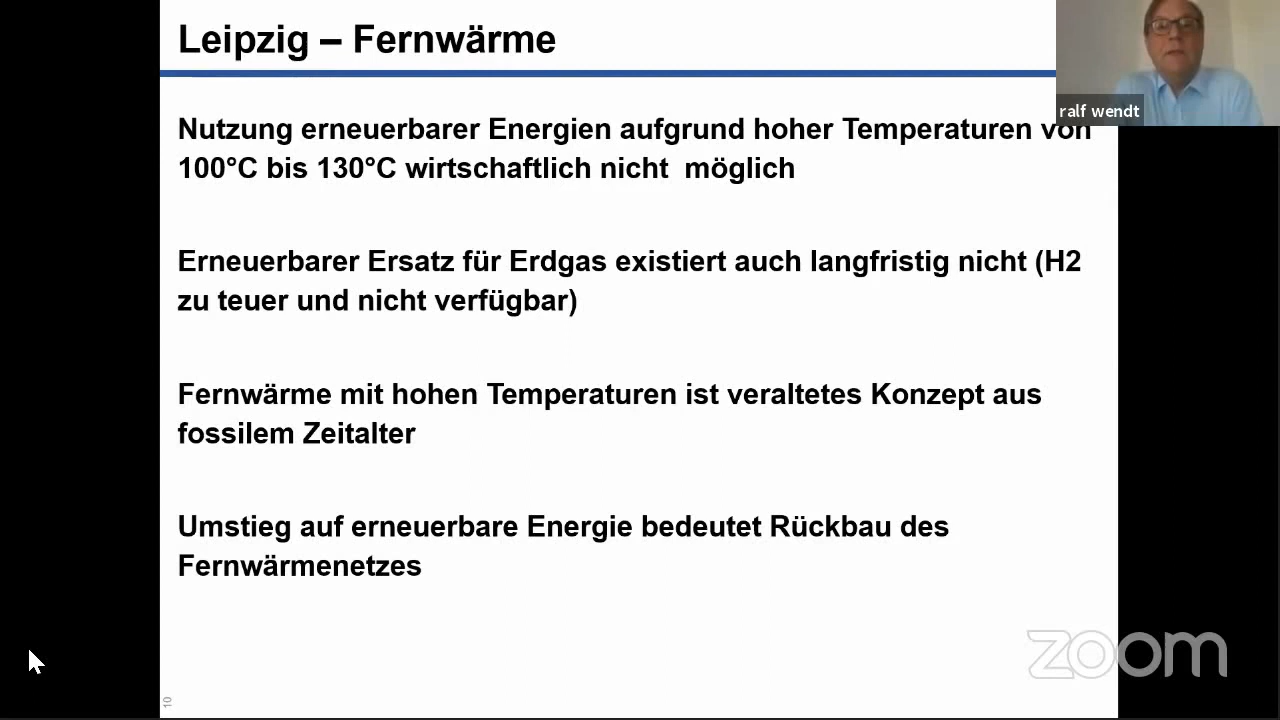 Leipzig – Fernwärme
ralf wendt
Nutzung erneuerbarer Energien aufgrund hoher Temperaturen von
100°C bis 130°C wirtschaftlich nicht möglich
Erneuerbarer Ersatz für Erdgas existiert auch langfristig nicht (H2
zu teuer und nicht verfügbar)
Fernwärme mit hohen Temperaturen ist veraltetes Konzept aus
fossilem Zeitalter
Umstieg auf erneuerbare Energie bedeutet Rückbau des
Fernwärmenetzes
zoom
10